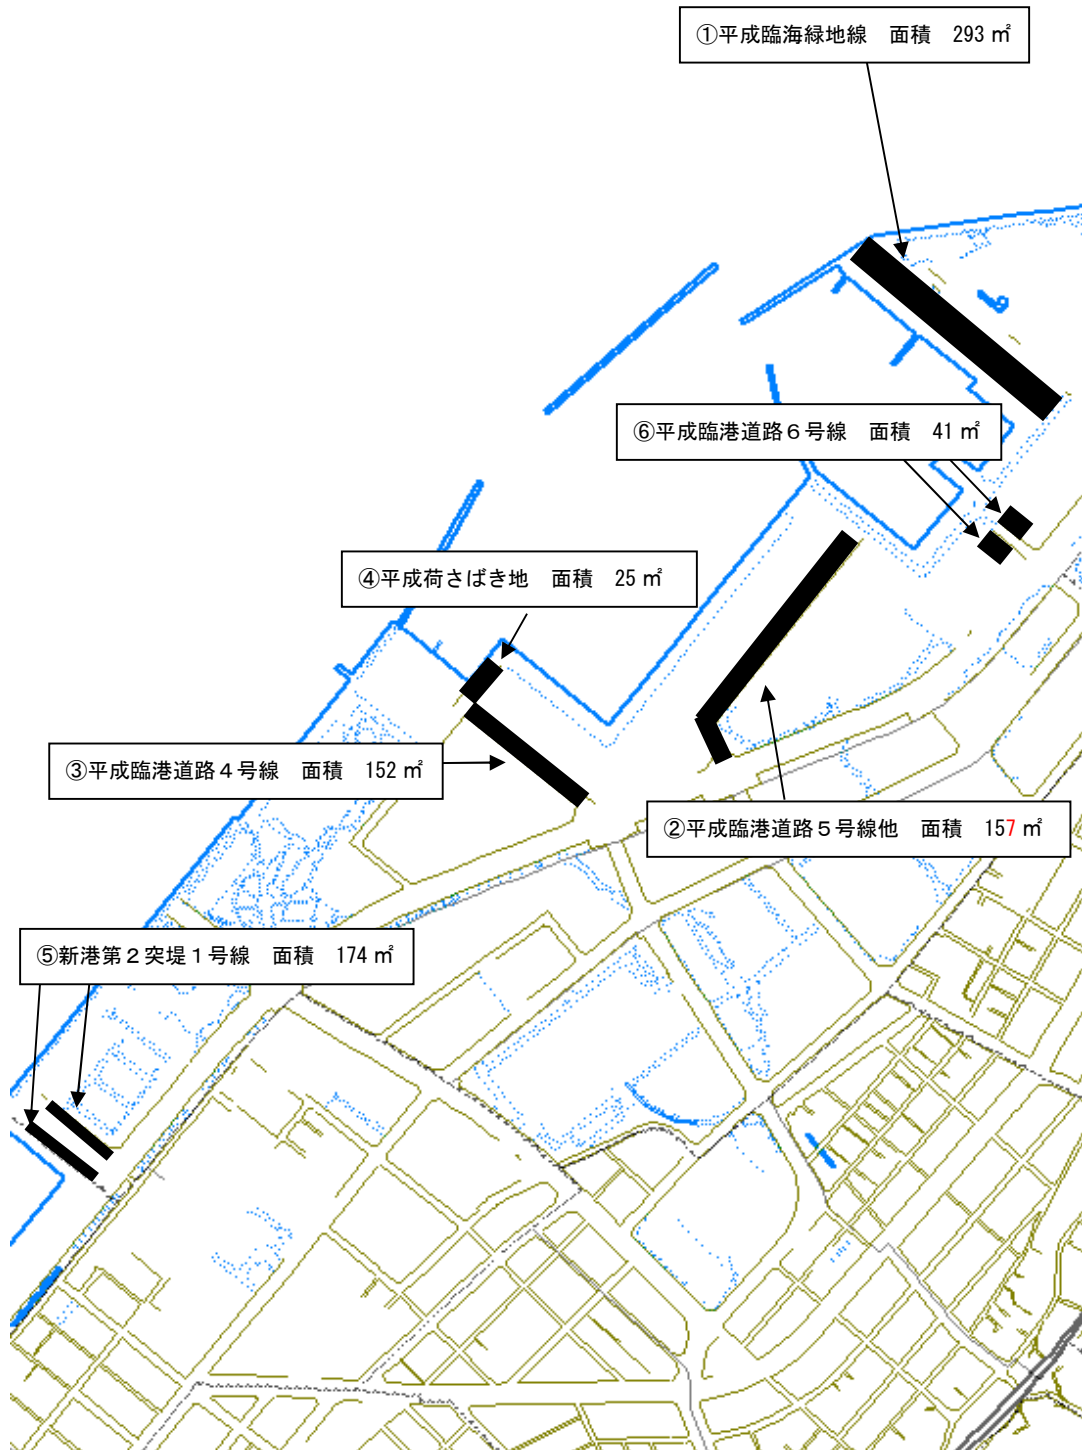 ①平成臨海緑地線　面積　293 ㎡
⑥平成臨港道路６号線　面積　41 ㎡
④平成荷さばき地　面積　25 ㎡
③平成臨港道路４号線　面積　152 ㎡
②平成臨港道路５号線他　面積　157 ㎡
⑤新港第２突堤１号線　面積　174 ㎡